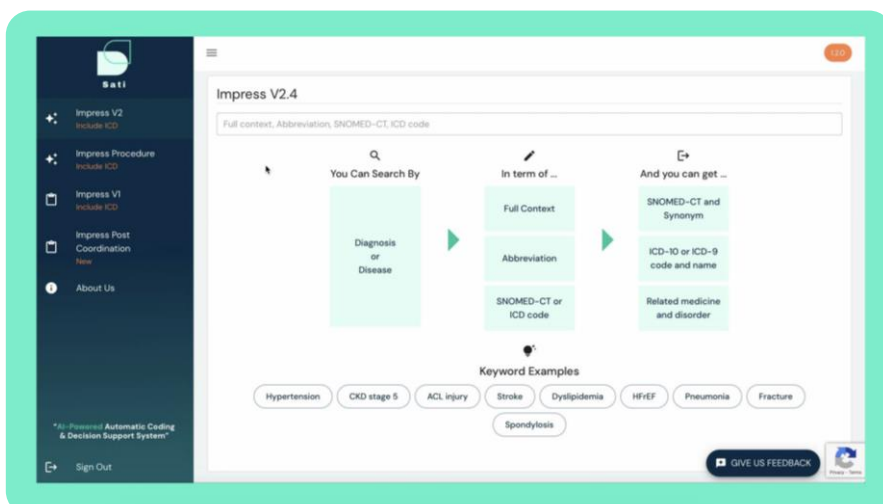 Sati
Impress V2
Include ICD
Impress Procedure
Include ICD
Impress V1
Include ICD
Impress Post
Coordination
New
About Us
"AI-Powered Automatic Coding
& Decision Support System"
Sign Out
120
Impress V2.4
Full context, Abbreviation, SNOMED-CT, ICD code
You Can Search By
Diagnosis
or
Disease
In term of ...
Full Context
Abbreviation
SNOMED-CT or
ICD code
And you can get ...
SNOMED-CT and
Synonym
ICD-10 or ICD-9
code and name
Related medicine
and disorder
Keyword Examples
Hypertension
CKD stage 5
ACL injury
Stroke
Dyslipidemia
HFrEF
Pneumonia
Fracture
Spondylosis
GIVE US FEEDBACK
Privacy - Terms